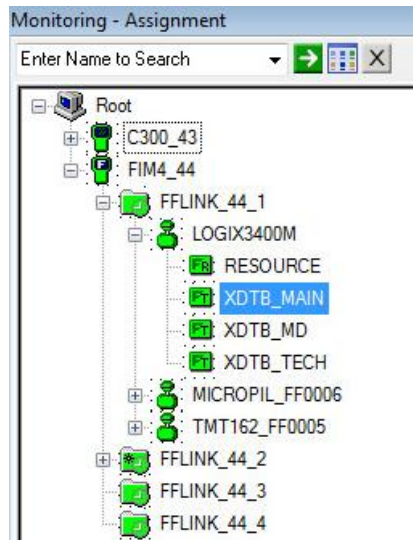 Monitoring - Assignment
Enter Name to Search
Root
C300_43
FIM4_44
FFLINK_44_1
LOGIX3400M
FR RESOURCE
FT XDTB_MAIN
FT XDTB_MD
FT XDTB_TECH
MICROPIL_FF0006
TMT162_FF0005
FFLINK_44_2
FFLINK_44_3
FFLINK_44_4